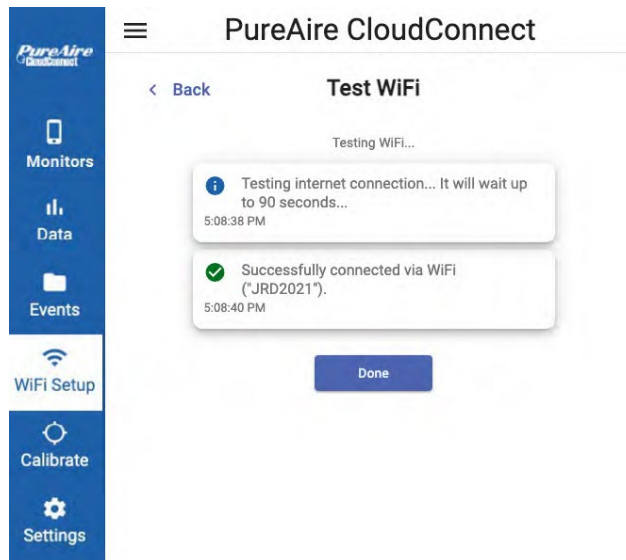 PureAire
CloudConnect
Monitors
Data
Events
WiFi Setup
Calibrate
Settings
PureAire CloudConnect
< Back
Test WiFi
Testing WiFi...
Testing internet connection... It will wait up
to 90 seconds...
5:08:38 PM
Successfully connected via WiFi
("JRD2021").
5:08:40 PM
Done